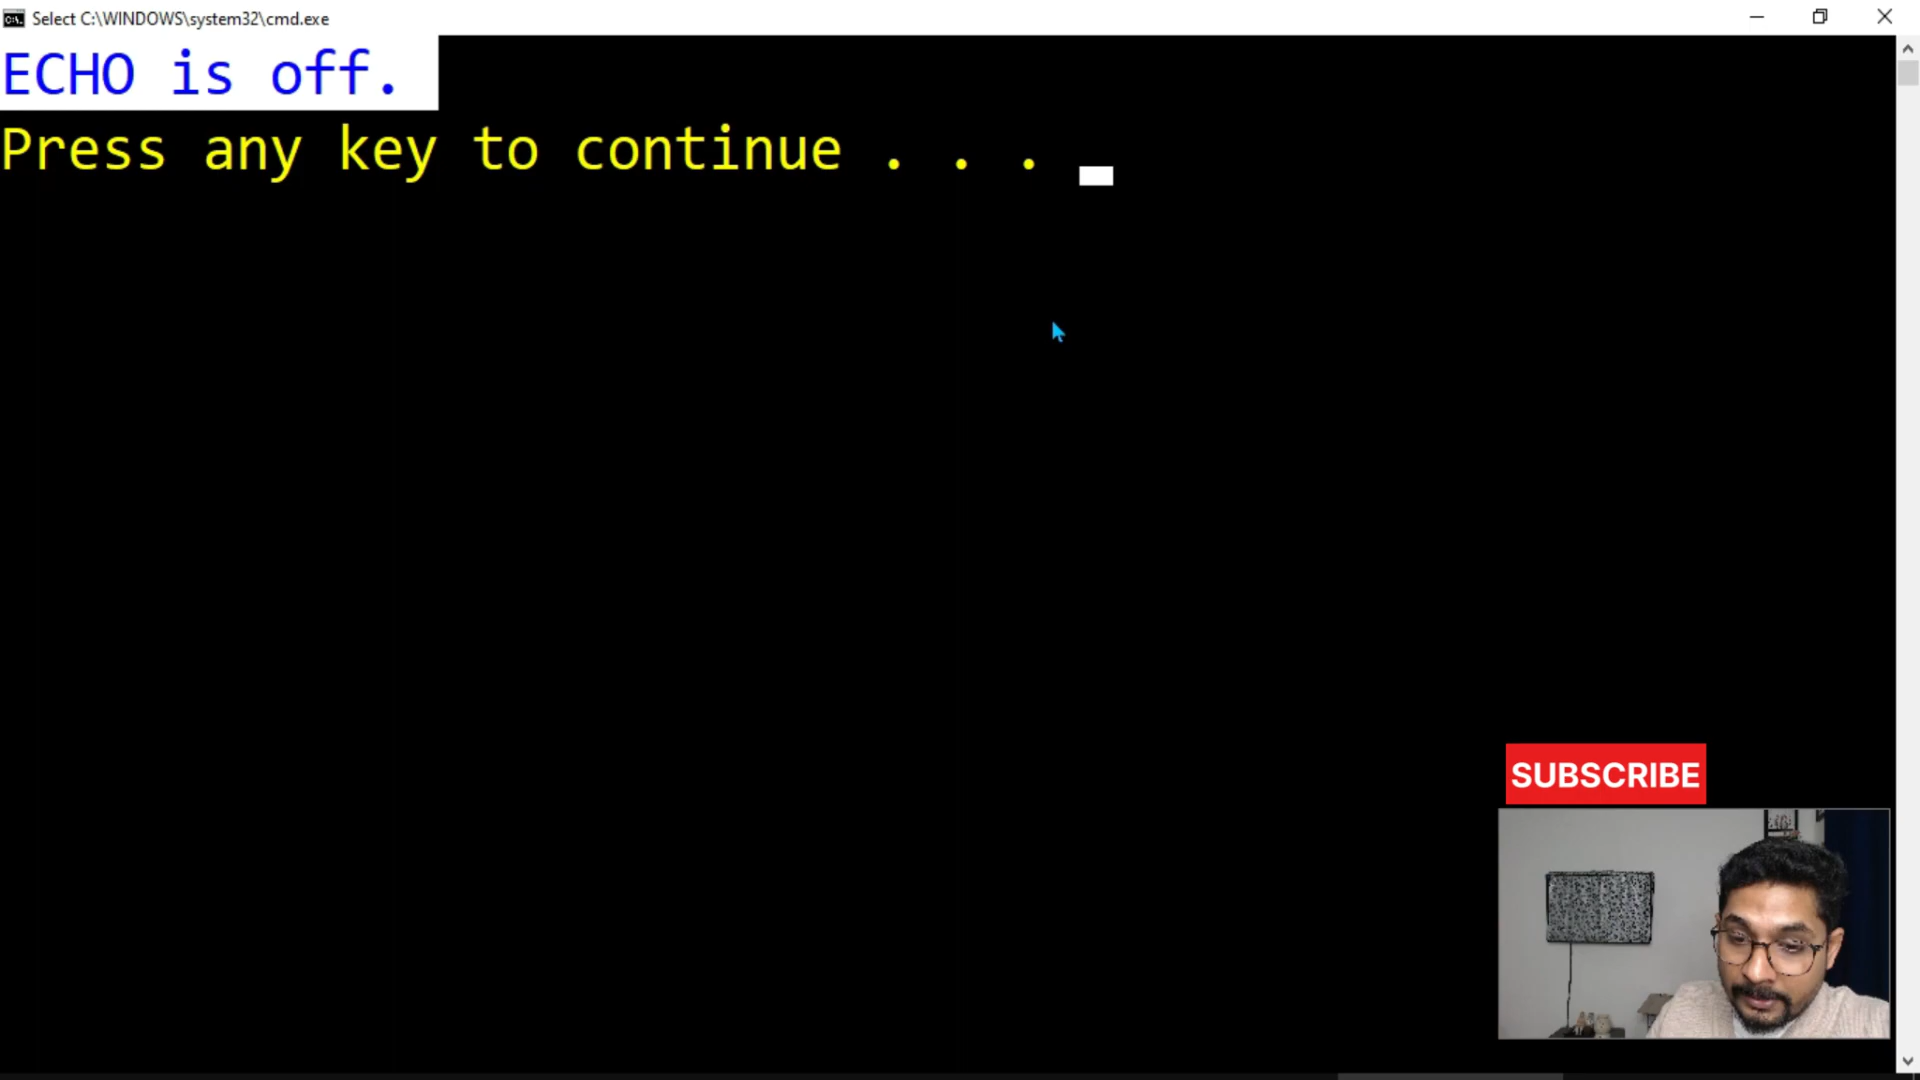 Select C:\WINDOWS\system32\cmd.exe
ECHO is off.
Press any key to continue . . .
SUBSCRIBE